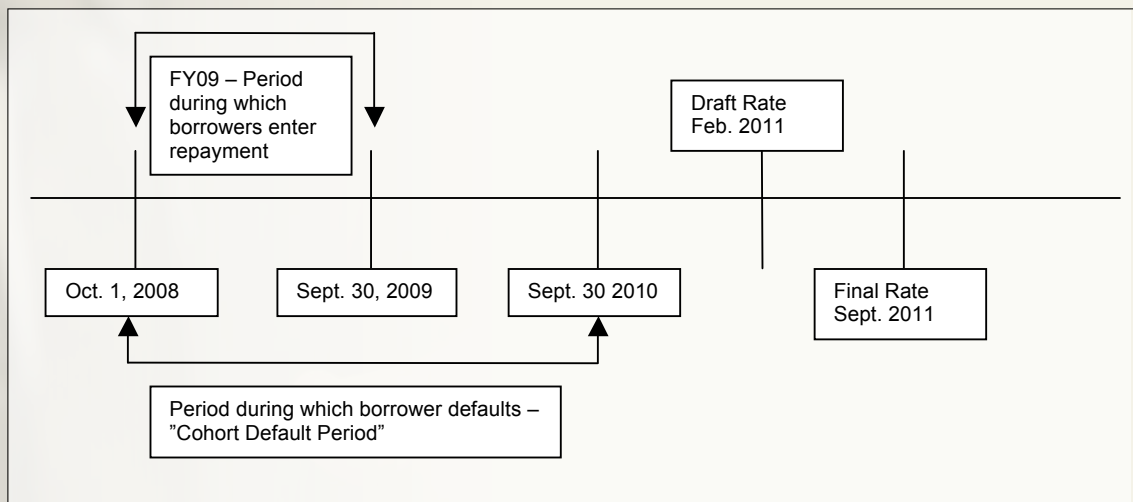 FY09 – Period
during which
borrowers enter
repayment
Draft Rate
Feb. 2011
Oct. 1, 2008
Sept. 30, 2009
Sept. 30 2010
Final Rate
Sept. 2011
Period during which borrower defaults –
”Cohort Default Period”